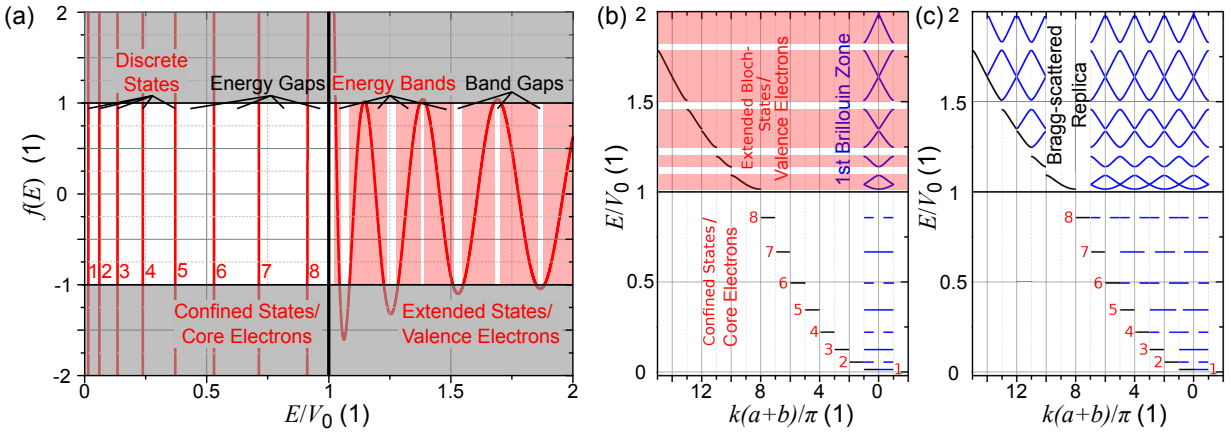 (a)
Discrete
States
Energy Gaps
Energy Bands
Band Gaps
f(E) (1)
2
1
0
-1
-2
1 2 3 4 5 6 7 8
Confined States/
Core Electrons
Extended States/
Valence Electrons
0 0.5 1 1.5 2
E/V0 (1)
(b)
E/V0 (1)
2
1.5
1
0.5
0
Extended Bloch-
States/
Valence Electrons
1st Brillouin Zone
Confined States/
Core Electrons
8
7
6
5
4
3
2
1
12 8 4 0
k(a+b)/π (1)
(c)
E/V0 (1)
2
1.5
1
0.5
0
Bragg-scattered
Replica
8
7
6
5
4
3
2
1
12 8 4 0
k(a+b)/π (1)